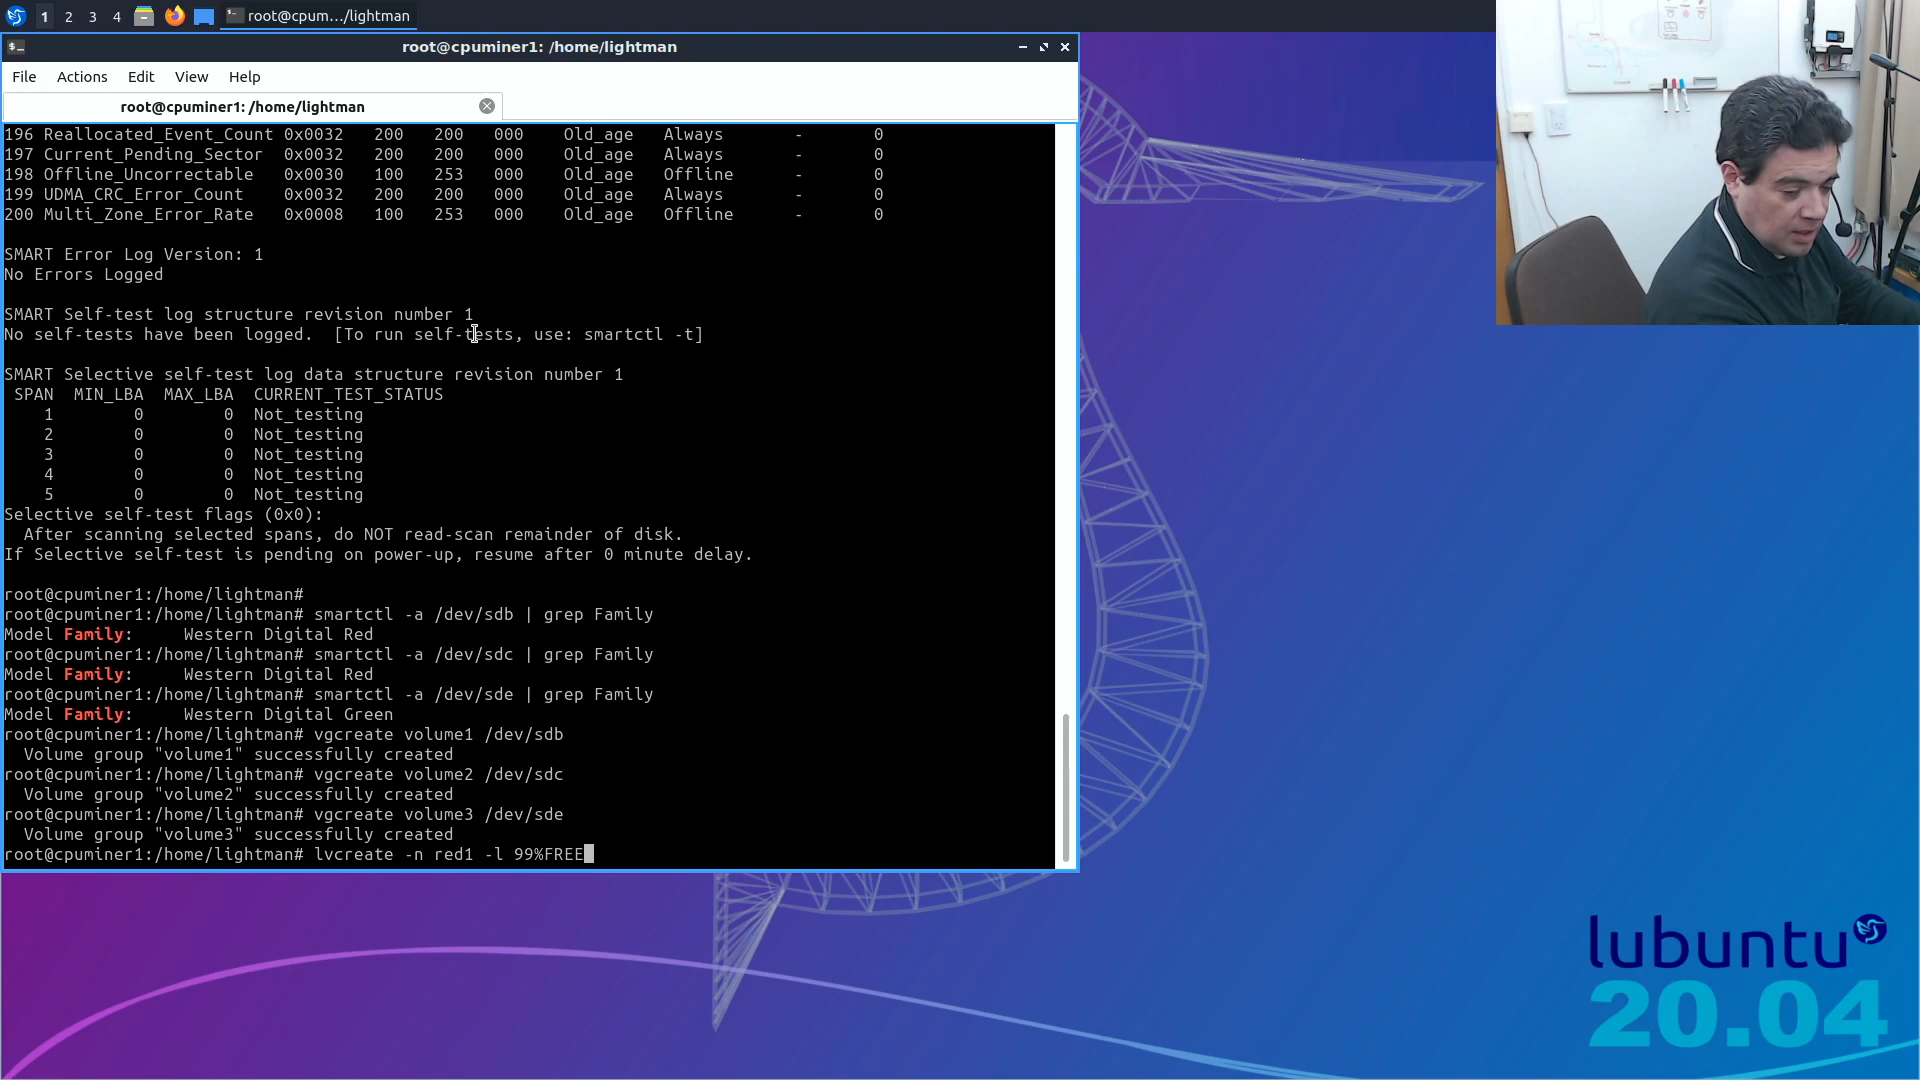 1 2 3 4 root@cpum.../lightman
root@cpuminer1: /home/lightman
File Actions Edit View Help
root@cpuminer1: /home/lightman
196 Reallocated_Event_Count 0x0032 200 200 000 Old_age Always - 0
197 Current_Pending_Sector 0x0032 200 200 000 Old_age Always - 0
198 Offline_Uncorrectable 0x0030 100 253 000 Old_age Offline - 0
199 UDMA_CRC_Error_Count 0x0032 200 200 000 Old_age Always - 0
200 Multi_Zone_Error_Rate 0x0008 100 253 000 Old_age Offline - 0
SMART Error Log Version: 1
No Errors Logged
SMART Self-test log structure revision number 1
No self-tests have been logged. [To run self-tests, use: smartctl -t]
SMART Selective self-test log data structure revision number 1
SPAN MIN_LBA MAX_LBA CURRENT_TEST_STATUS
1 0 0 Not_testing
2 0 0 Not_testing
3 0 0 Not_testing
4 0 0 Not_testing
5 0 0 Not_testing
Selective self-test flags (0x0):
After scanning selected spans, do NOT read-scan remainder of disk.
If Selective self-test is pending on power-up, resume after 0 minute delay.
root@cpuminer1:/home/lightman#
root@cpuminer1:/home/lightman# smartctl -a /dev/sdb | grep Family
Model Family: Western Digital Red
root@cpuminer1:/home/lightman# smartctl -a /dev/sdc | grep Family
Model Family: Western Digital Red
root@cpuminer1:/home/lightman# smartctl -a /dev/sde | grep Family
Model Family: Western Digital Green
root@cpuminer1:/home/lightman# vgcreate volume1 /dev/sdb
Volume group "volume1" successfully created
root@cpuminer1:/home/lightman# vgcreate volume2 /dev/sdc
Volume group "volume2" successfully created
root@cpuminer1:/home/lightman# vgcreate volume3 /dev/sde
Volume group "volume3" successfully created
root@cpuminer1:/home/lightman# lvcreate -n red1 -l 99%FREE
lubuntu
20.04